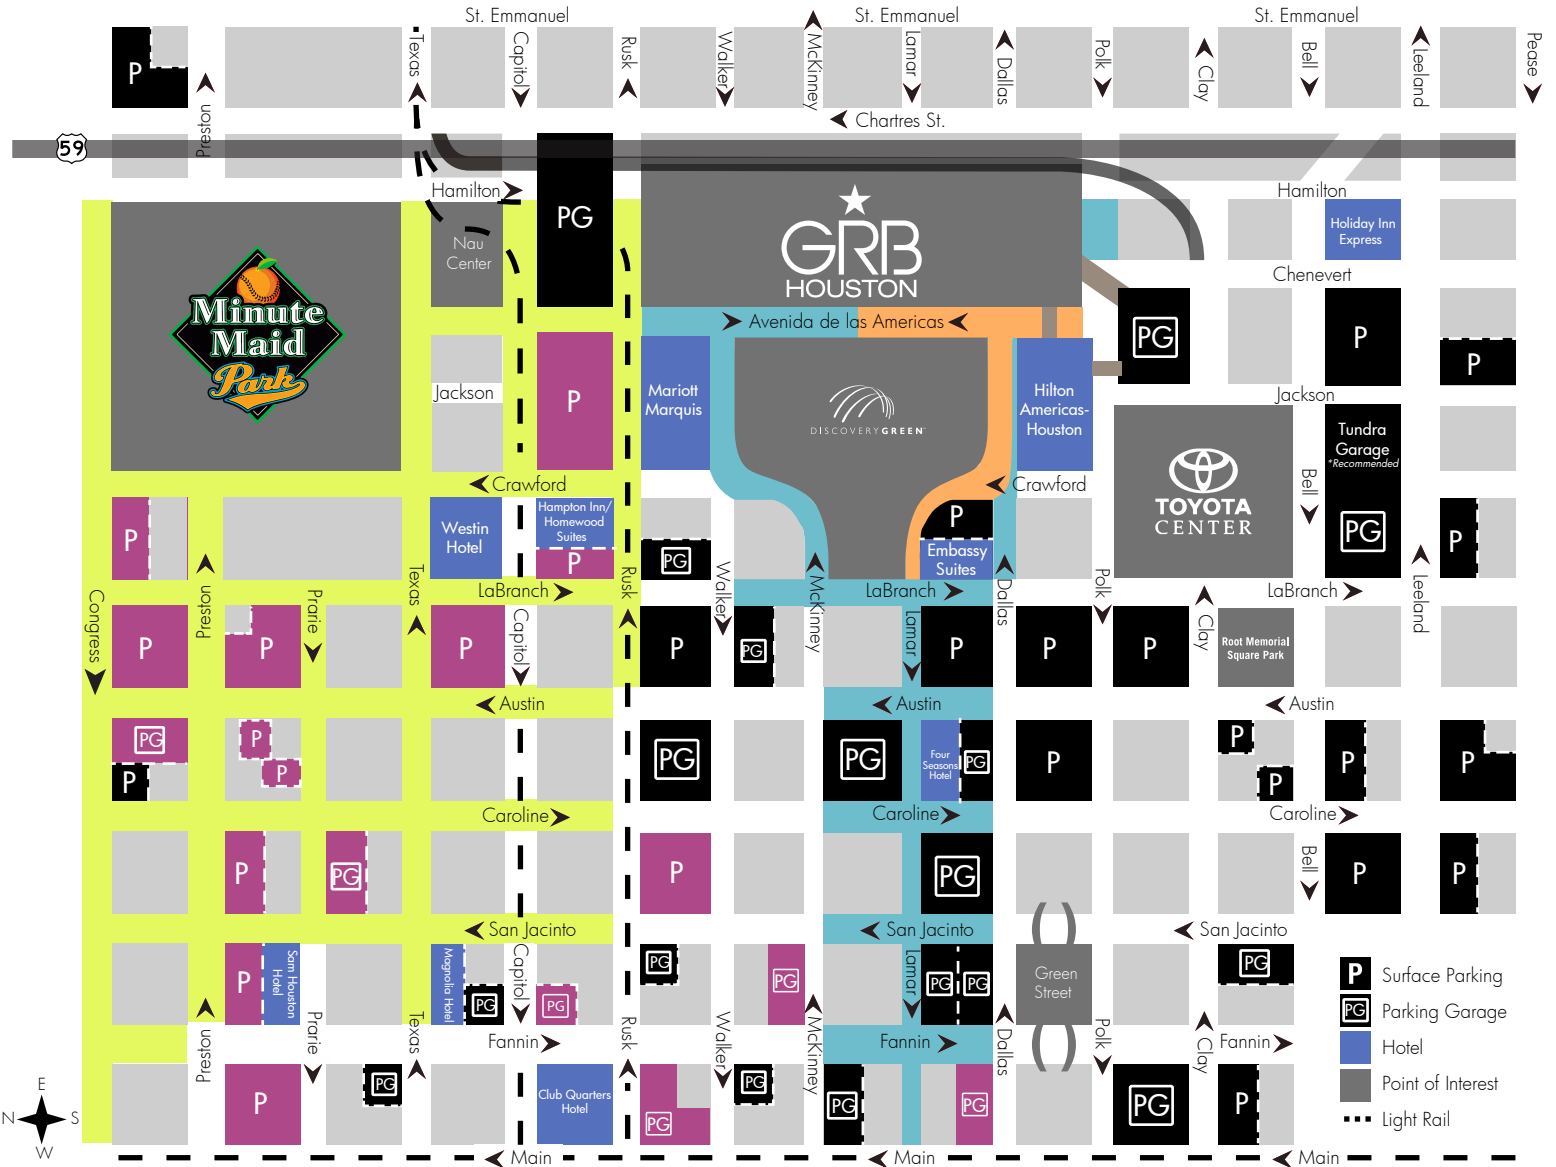 St. Emmanuel
St. Emmanuel
St. Emmanuel
Texas
Capitol
Rusk
Walker
McKinney
Lamar
Dallas
Polk
Clay
Bell
Leeland
Pease
P
Preston
Chartres St.
59
Hamilton
Hamilton
PG
Nau
Center
GRB
HOUSTON
Holiday Inn
Express
Chenevert
Minute
Maid
Park
Avenida de las Americas
PG
P
P
Jackson
Jackson
P
Mariott
Marquis
DISCOVERYGREEN
Hilton
Americas-
Houston
Tundra
Garage
*Recommended
PG
Crawford
Crawford
TOYOTA
CENTER
Bell
P
Westin
Hotel
Hampton Inn/
Homewood
Suites
P
PG
P
Embassy
Suites
P
LaBranch
LaBranch
LaBranch
Congress
Preston
Prarie
Texas
Capitol
Rusk
Walker
McKinney
Lamar
Dallas
Polk
Clay
Leeland
P
P
P
P
PG
P
P
P
Root Memorial
Square Park
Austin
Austin
Austin
PG
P
P
P
PG
PG
Four
Seasons
Hotel
PG
P
P
P
P
P
Caroline
Caroline
Caroline
P
PG
P
PG
Bell
P
P
San Jacinto
San Jacinto
San Jacinto
P
Sam Houston
Hotel
Magnolia Hotel
PG
Capitol
PG
PG
PG
Lamar
PG
PG
Green
Street
PG
P
Surface Parking
PG
Parking Garage
Hotel
Point of Interest
Light Rail
Preston
Prarie
Texas
Fannin
Rusk
Walker
McKinney
Fannin
Dallas
Polk
Clay
Fannin
P
PG
Club Quarters
Hotel
PG
PG
PG
PG
PG
P
E
N
S
W
Main
Main
Main